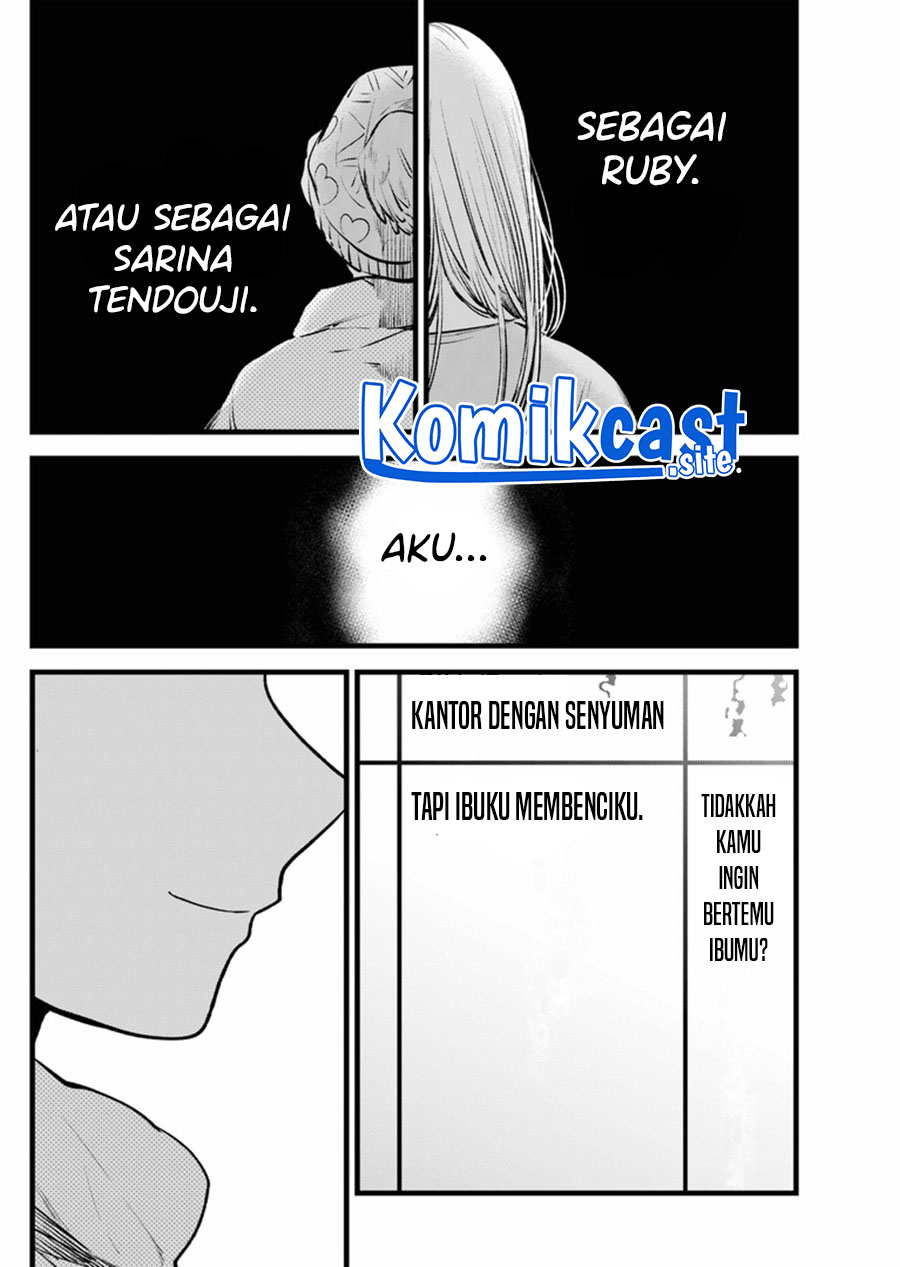 SEBAGAI
RUBY.
ATAU SEBAGAI
SARINA
TENDOUJI.
Komikcast
.site.
AKU...
KANTOR DENGAN SENYUMAN
TAPI IBUKU MEMBENCIKU.
TIDAKKAH
KAMU
INGIN
BERTEMU
IBUMU?